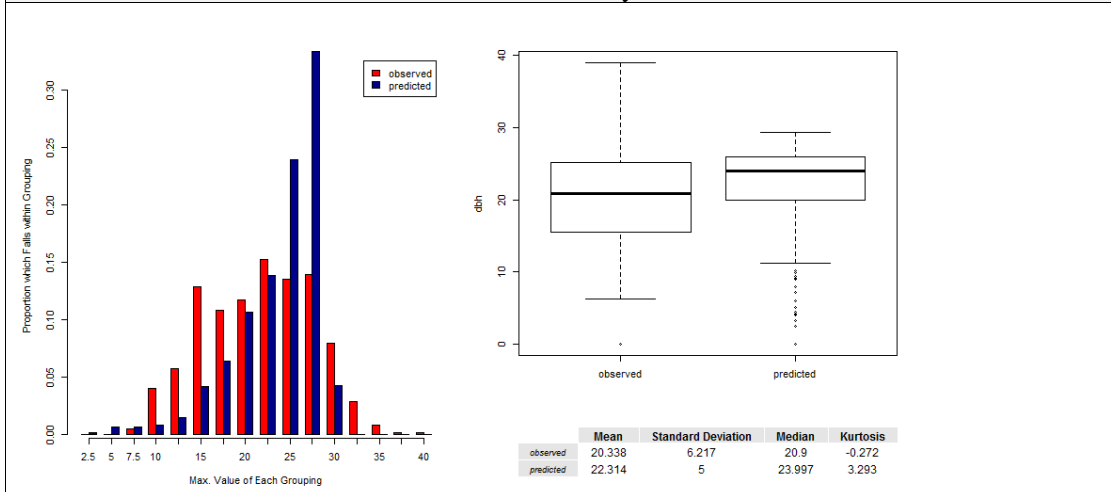 observed
predicted
Proportion which Falls within Grouping
0.30
0.25
0.20
0.15
0.10
0.05
0.00
2.5 5 7.5 10 15 20 25 30 35 40
Max. Value of Each Grouping
dbh
40
30
20
10
0
observed predicted
Mean Standard Deviation Median Kurtosis
observed 20.338 6.217 20.9 -0.272
predicted 22.314 5 23.997 3.293